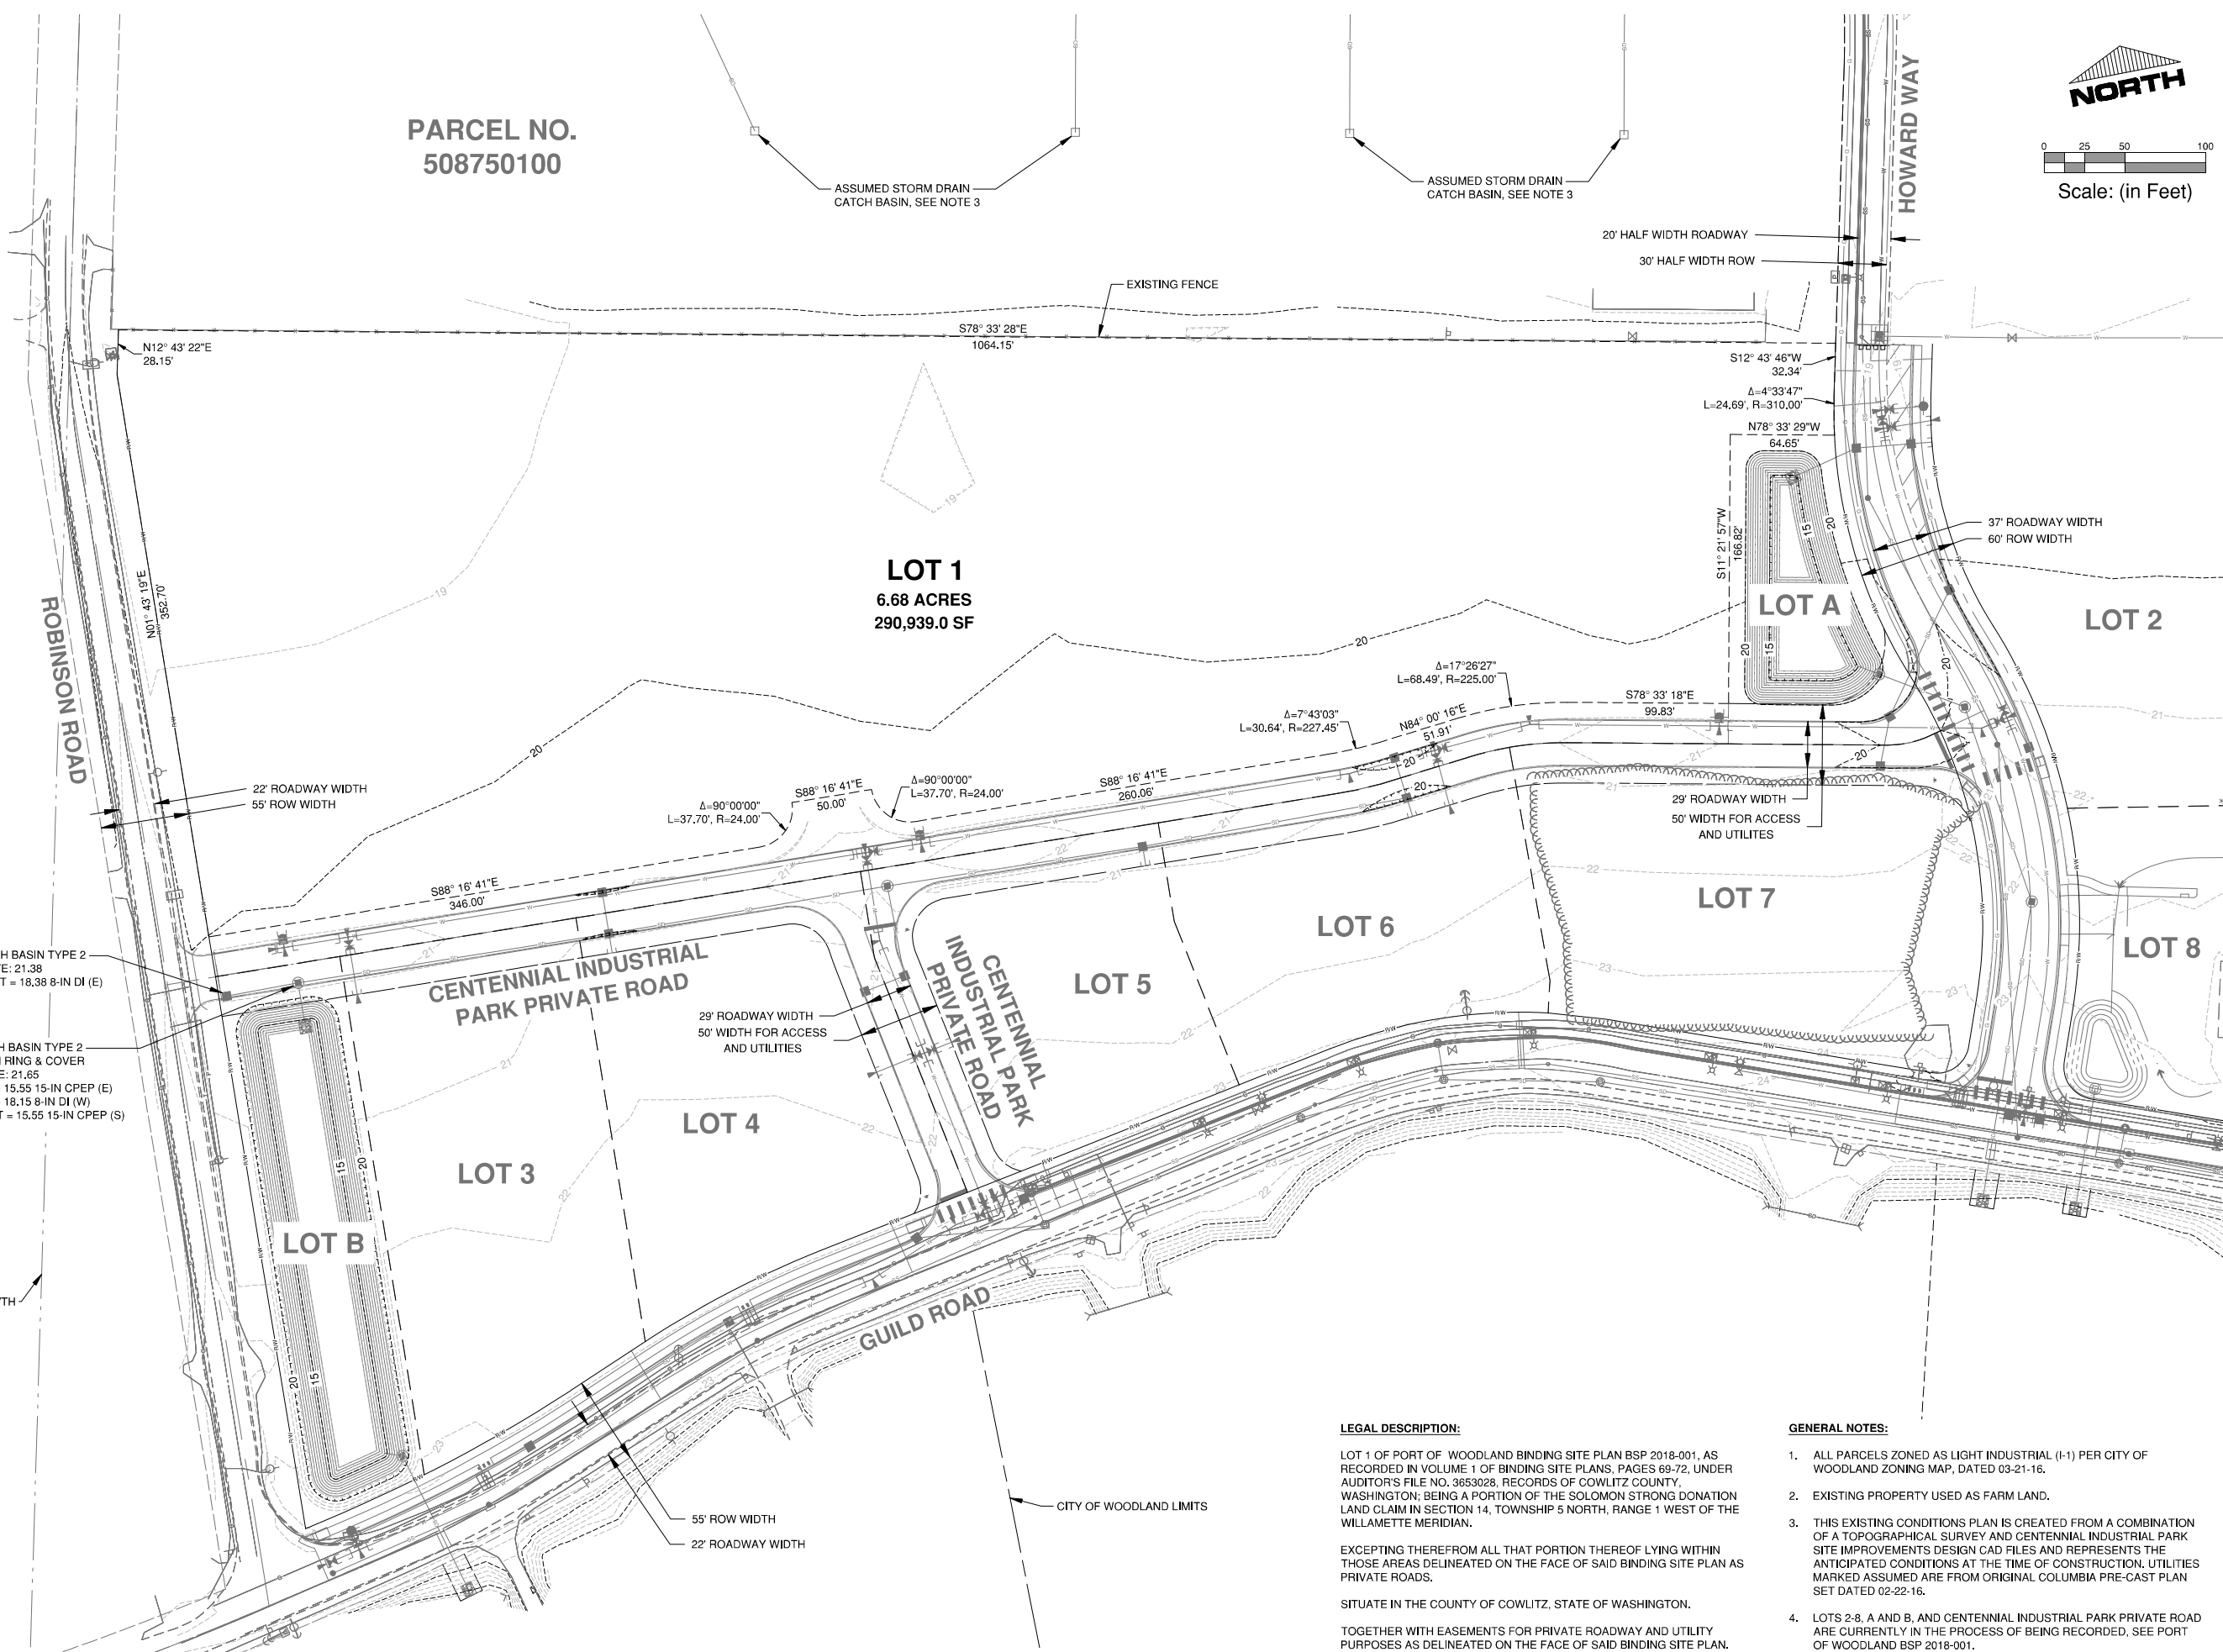 PARCEL NO.
508750100
ASSUMED STORM DRAIN
CATCH BASIN, SEE NOTE 3
ASSUMED STORM DRAIN
CATCH BASIN, SEE NOTE 3
HOWARD WAY
NORTH
0 25 50 100
Scale: (in Feet)
20' HALF WIDTH ROADWAY
30' HALF WIDTH ROW
EXISTING FENCE
S78° 33' 28"E
1064.15'
N12° 43' 22"E
28.15'
S12° 43' 46"W
32.34'
Δ=4°33'47"
L=24.69', R=310.00'
N78° 33' 29"W
64.65'
S11° 21' 57"W
166.82'
37' ROADWAY WIDTH
60' ROW WIDTH
LOT 1
6.68 ACRES
290,939.0 SF
LOT A
LOT 2
N01° 43' 19"E
352.70'
ROBINSON ROAD
Δ=17°26'27"
L=68.49', R=225.00'
S78° 33' 18"E
99.83'
Δ=7°43'03"
L=30.64', R=227.45'
N84° 00' 16"E
51.91'
22' ROADWAY WIDTH
55' ROW WIDTH
Δ=90°00'00"
L=37.70', R=24.00'
S88° 16' 41"E
50.00'
Δ=90°00'00"
L=37.70', R=24.00'
S88° 16' 41"E
260.06'
29' ROADWAY WIDTH
50' WIDTH FOR ACCESS
AND UTILITES
S88° 16' 41"E
346.00'
LOT 7
LOT 6
LOT 8
LOT 5
H BASIN TYPE 2
E: 21.38
T = 18.38 8-IN DI (E)
CENTENNIAL INDUSTRIAL
PARK PRIVATE ROAD
CENTENNIAL
INDUSTRIAL PARK
PRIVATE ROAD
29' ROADWAY WIDTH
50' WIDTH FOR ACCESS
AND UTILITIES
H BASIN TYPE 2
RING & COVER
E: 21.65
15.55 15-IN CPEP (E)
18.15 8-IN DI (W)
T = 15.55 15-IN CPEP (S)
LOT 4
LOT 3
LOT B
TH
GUILD ROAD
55' ROW WIDTH
22' ROADWAY WIDTH
CITY OF WOODLAND LIMITS
LEGAL DESCRIPTION:
LOT 1 OF PORT OF WOODLAND BINDING SITE PLAN BSP 2018-001, AS
RECORDED IN VOLUME 1 OF BINDING SITE PLANS, PAGES 69-72, UNDER
AUDITOR'S FILE NO. 3653028, RECORDS OF COWLITZ COUNTY,
WASHINGTON; BEING A PORTION OF THE SOLOMON STRONG DONATION
LAND CLAIM IN SECTION 14, TOWNSHIP 5 NORTH, RANGE 1 WEST OF THE
WILLAMETTE MERIDIAN.
EXCEPTING THEREFROM ALL THAT PORTION THEREOF LYING WITHIN
THOSE AREAS DELINEATED ON THE FACE OF SAID BINDING SITE PLAN AS
PRIVATE ROADS.
SITUATE IN THE COUNTY OF COWLITZ, STATE OF WASHINGTON.
TOGETHER WITH EASEMENTS FOR PRIVATE ROADWAY AND UTILITY
PURPOSES AS DELINEATED ON THE FACE OF SAID BINDING SITE PLAN.
GENERAL NOTES:
1. ALL PARCELS ZONED AS LIGHT INDUSTRIAL (I-1) PER CITY OF
WOODLAND ZONING MAP, DATED 03-21-16.
2. EXISTING PROPERTY USED AS FARM LAND.
3. THIS EXISTING CONDITIONS PLAN IS CREATED FROM A COMBINATION
OF A TOPOGRAPHICAL SURVEY AND CENTENNIAL INDUSTRIAL PARK
SITE IMPROVEMENTS DESIGN CAD FILES AND REPRESENTS THE
ANTICIPATED CONDITIONS AT THE TIME OF CONSTRUCTION. UTILITIES
MARKED ASSUMED ARE FROM ORIGINAL COLUMBIA PRE-CAST PLAN
SET DATED 02-22-16.
4. LOTS 2-8, A AND B, AND CENTENNIAL INDUSTRIAL PARK PRIVATE ROAD
ARE CURRENTLY IN THE PROCESS OF BEING RECORDED, SEE PORT
OF WOODLAND BSP 2018-001.